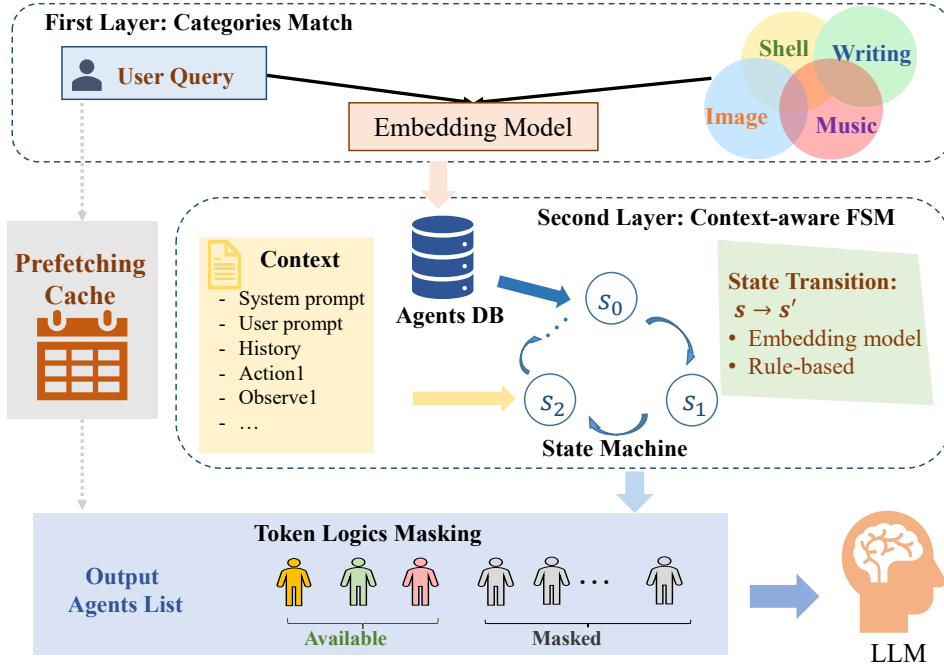 First Layer: Categories Match
User Query
Embedding Model
Shell
Writing
Image
Music
Prefetching
Cache
Second Layer: Context-aware FSM
Context
- System prompt
- User prompt
- History
- Action1
- Observe1
- …
Agents DB
s₀
s₁
s₂
State Machine
State Transition:
s → s′
• Embedding model
• Rule-based
Token Logics Masking
Output
Agents List
Available
...
Masked
LLM